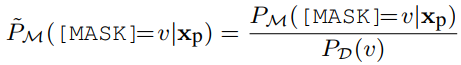 P̃_ℳ([MASK]=v|𝐱_p) = P_ℳ([MASK]=v|𝐱_p) / P_𝒟(v)